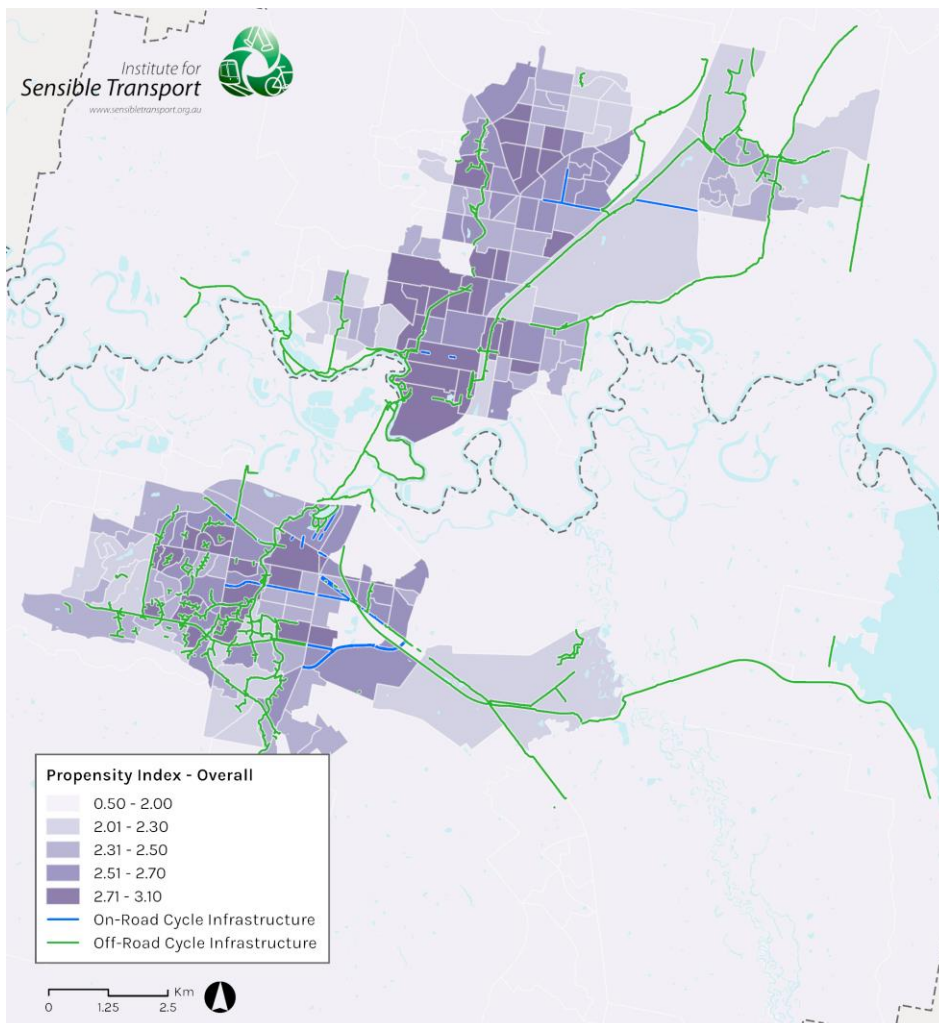 Institute for
Sensible Transport
www.sensibletransport.org.au
Propensity Index - Overall
0.50 - 2.00
2.01 - 2.30
2.31 - 2.50
2.51 - 2.70
2.71 - 3.10
On-Road Cycle Infrastructure
Off-Road Cycle Infrastructure
Km
0 1.25 2.5